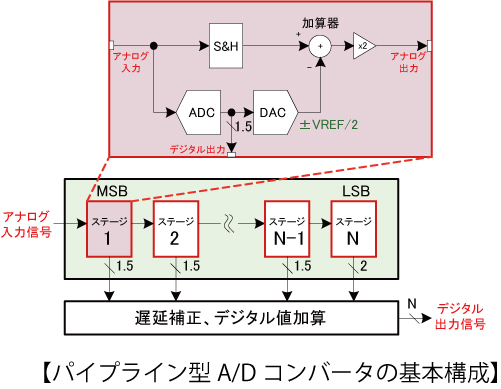 加算器
アナログ
入力
S&H
+
+
-
x2
アナログ
出力
ADC
1.5
DAC
±VREF/2
デジタル出力
MSB
LSB
アナログ
入力信号
ステージ
1
ステージ
2
ステージ
N-1
ステージ
N
1.5
1.5
1.5
2
遅延補正、デジタル値加算
N
デジタル
出力信号
【パイプライン型 A/D コンバータの基本構成】